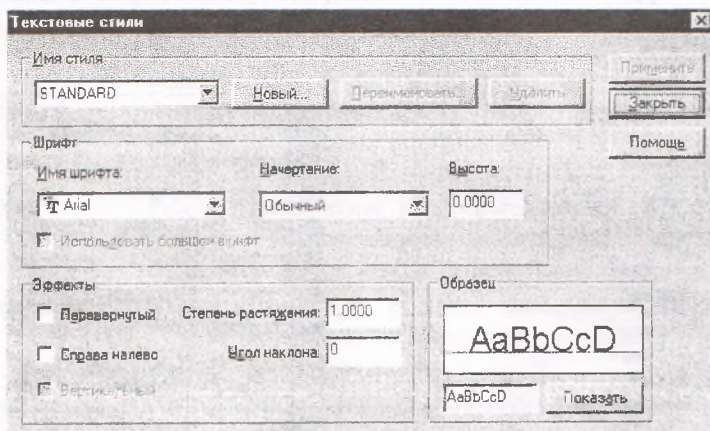 Текстовые стили
Имя стиля
STANDARD Новый... Переименовать Удалить
Применить
Закрыть
Помощь
Шрифт
Имя шрифта: Начертание: Высота:
Arial Обычный 0.0000
Использовать большой шрифт
Эффекты
Перевернутый Степень растяжения: 1.0000
Справа налево Угол наклона: 0
Вертикальный
Образец
AaBbCcD
AaBbCcD Показать